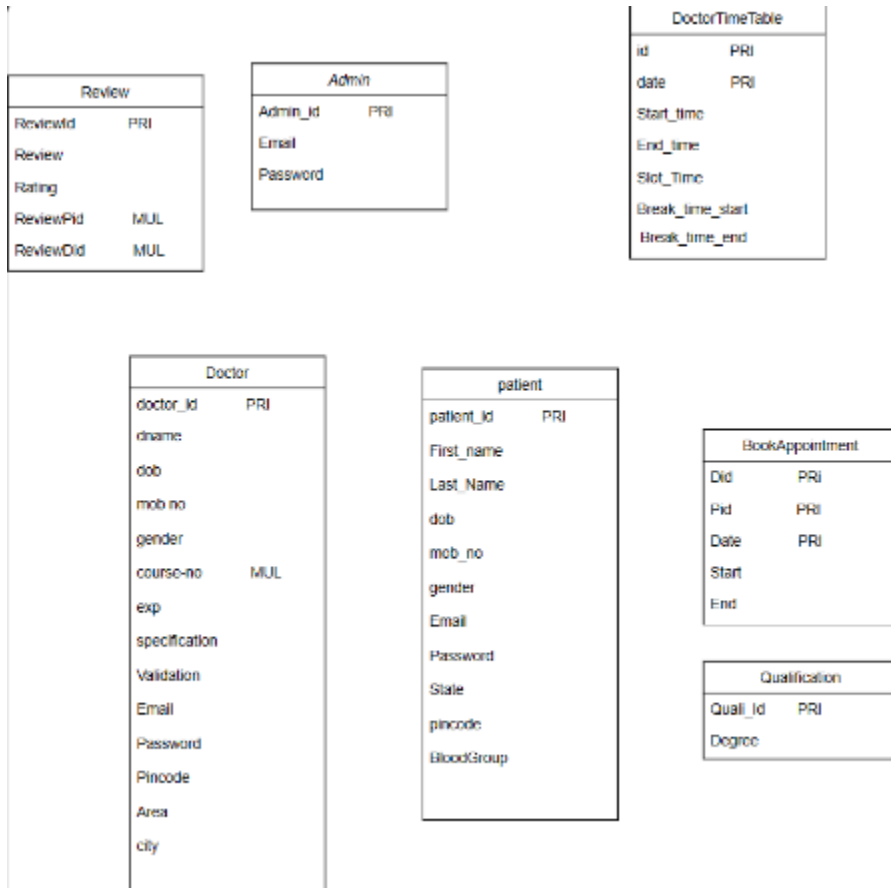 DoctorTimeTable
id PRI
date PRI
Start_time
End_time
Slot_Time
Break_time_start
Break_time_end
Review
ReviewId PRI
Review
Rating
ReviewPid MUL
ReviewDid MUL
Admin
Admin_id PRI
Email
Password
Doctor
doctor_id PRI
dname
dob
mob no
gender
course-no MUL
exp
specification
Validation
Email
Password
Pincode
Area
city
patient
patient_id PRI
First_name
Last_Name
dob
mob_no
gender
Email
Password
State
pincode
BloodGroup
BookAppointment
Did PRi
Pid PRI
Date PRI
Start
End
Qualification
Quali_Id PRI
Degree